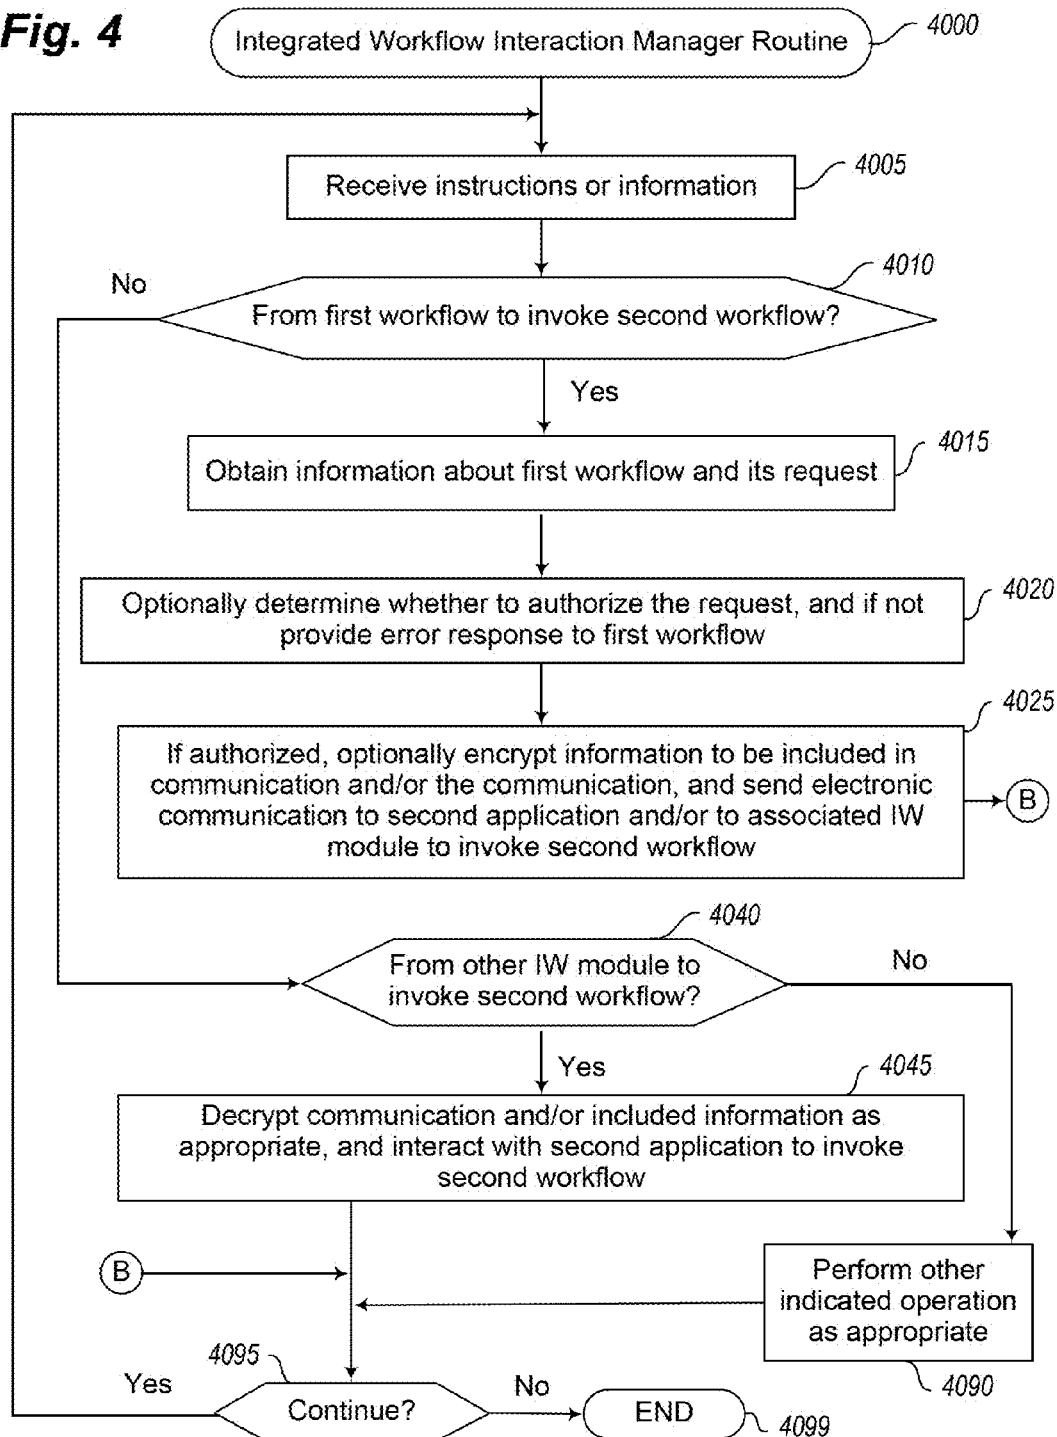 Fig. 4
Integrated Workflow Interaction Manager Routine
4000
Receive instructions or information
4005
4010
No
From first workflow to invoke second workflow?
Yes
4015
Obtain information about first workflow and its request
4020
Optionally determine whether to authorize the request, and if not
provide error response to first workflow
4025
If authorized, optionally encrypt information to be included in
communication and/or the communication, and send electronic
communication to second application and/or to associated IW
module to invoke second workflow
B
4040
From other IW module to
invoke second workflow?
No
Yes
4045
Decrypt communication and/or included information as
appropriate, and interact with second application to invoke
second workflow
B
Perform other
indicated operation
as appropriate
4090
4095
Yes
Continue?
No
END
4099